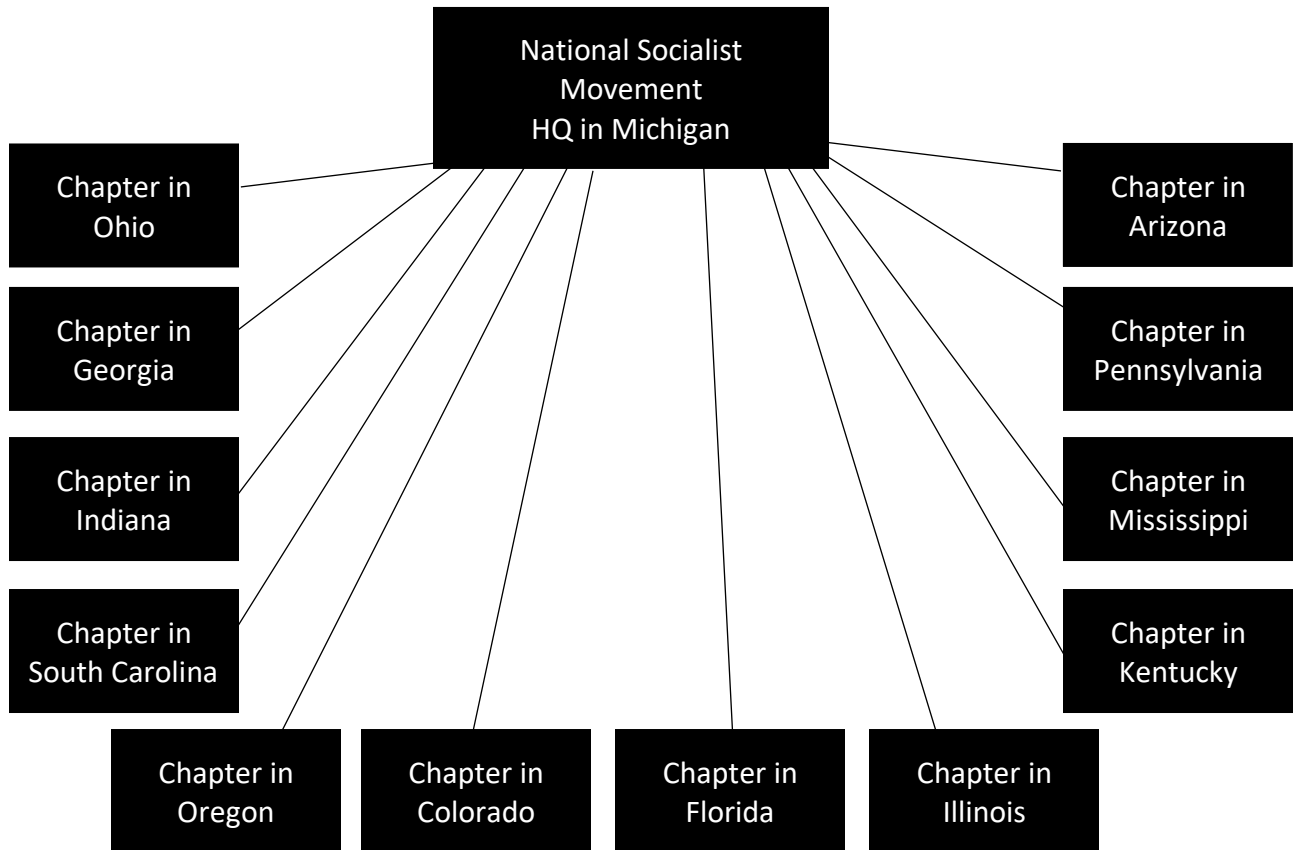 National Socialist
Movement
HQ in Michigan
Chapter in
Ohio
Chapter in
Arizona
Chapter in
Georgia
Chapter in
Pennsylvania
Chapter in
Indiana
Chapter in
Mississippi
Chapter in
South Carolina
Chapter in
Kentucky
Chapter in
Oregon
Chapter in
Colorado
Chapter in
Florida
Chapter in
Illinois